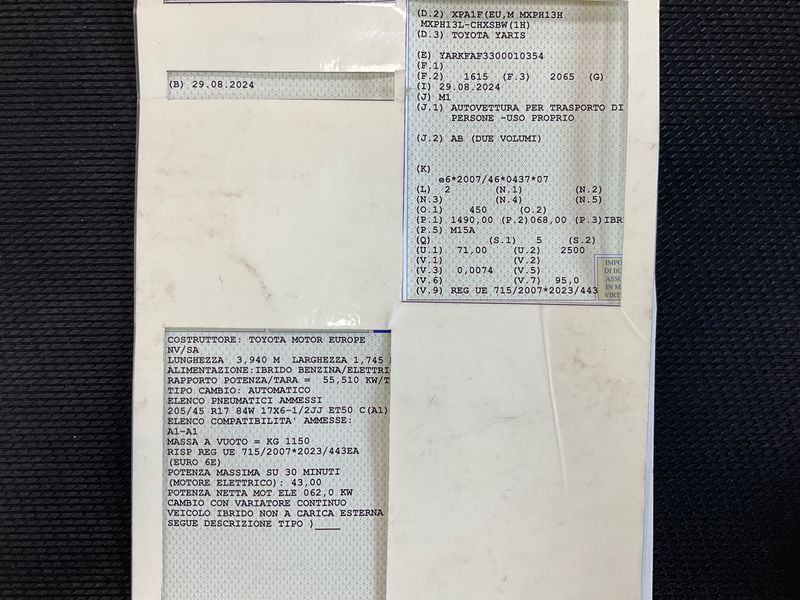 (D.2) XPA1F(EU,M MXPH13H
MXPH13L-CHXSBW(1H)
(D.3) TOYOTA YARIS
(E) YARKFAF3300010354
(F.1)
(F.2) 1615 (F.3) 2065 (G)
(I) 29.08.2024
(J) M1
(J.1) AUTOVETTURA PER TRASPORTO DI
PERSONE -USO PROPRIO
(J.2) AB (DUE VOLUMI)
(K)
e6*2007/46*0437*07
(L) 2 (N.1) (N.2)
(N.3) (N.4) (N.5)
(O.1) 450 (O.2)
(P.1) 1490,00 (P.2)068,00 (P.3)IBR
(P.5) M15A
(Q) (S.1) 5 (S.2)
(U.1) 71,00 (U.2) 2500
(V.1) (V.2)
(V.3) 0,0074 (V.5)
(V.6) (V.7) 95,0
(V.9) REG UE 715/2007*2023/443
IMPO
DI BO
ASSO
IN M
VIRT
(B) 29.08.2024
COSTRUTTORE: TOYOTA MOTOR EUROPE
NV/SA
LUNGHEZZA 3,940 M LARGHEZZA 1,745
ALIMENTAZIONE:IBRIDO BENZINA/ELETTRI
RAPPORTO POTENZA/TARA = 55,510 KW/T
TIPO CAMBIO: AUTOMATICO
ELENCO PNEUMATICI AMMESSI
205/45 R17 84W 17X6-1/2JJ ET50 C(A1)
ELENCO COMPATIBILITA' AMMESSE:
A1-A1
MASSA A VUOTO = KG 1150
RISP REG UE 715/2007*2023/443EA
(EURO 6E)
POTENZA MASSIMA SU 30 MINUTI
(MOTORE ELETTRICO): 43,00
POTENZA NETTA MOT ELE 062,0 KW
CAMBIO CON VARIATORE CONTINUO
VEICOLO IBRIDO NON A CARICA ESTERNA
SEGUE DESCRIZIONE TIPO )____